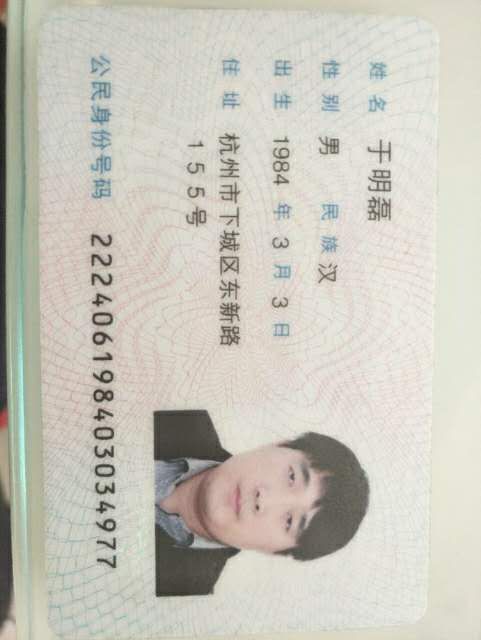 姓名 于明磊
性别 男 民族 汉
出生 1984 年 3 月 3 日
住址 杭州市下城区东新路
155号
公民身份号码 222406198403034977